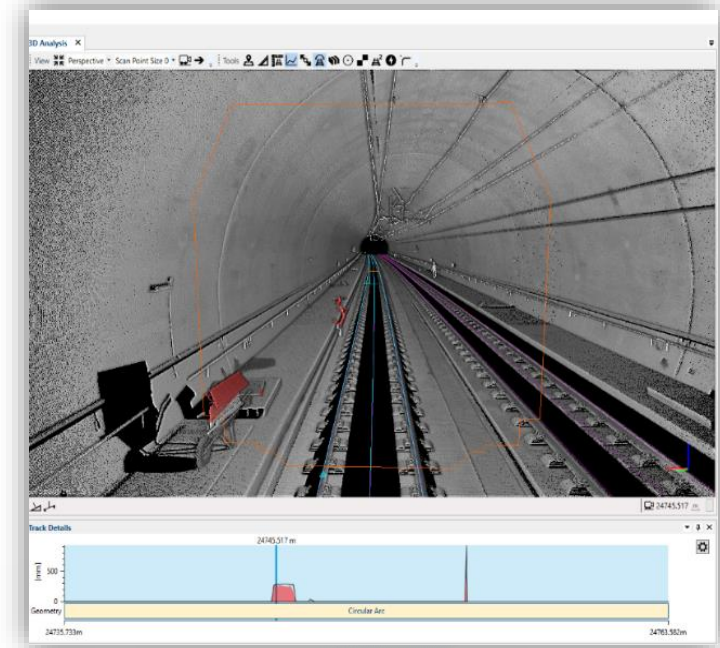 3D Analysis
View Perspective Scan Point Size 0 Tools
24745.517 m
Track Details
24745.517 m
[mm]
500
0
Geometry Circular Arc
24735.733m 24763.582m